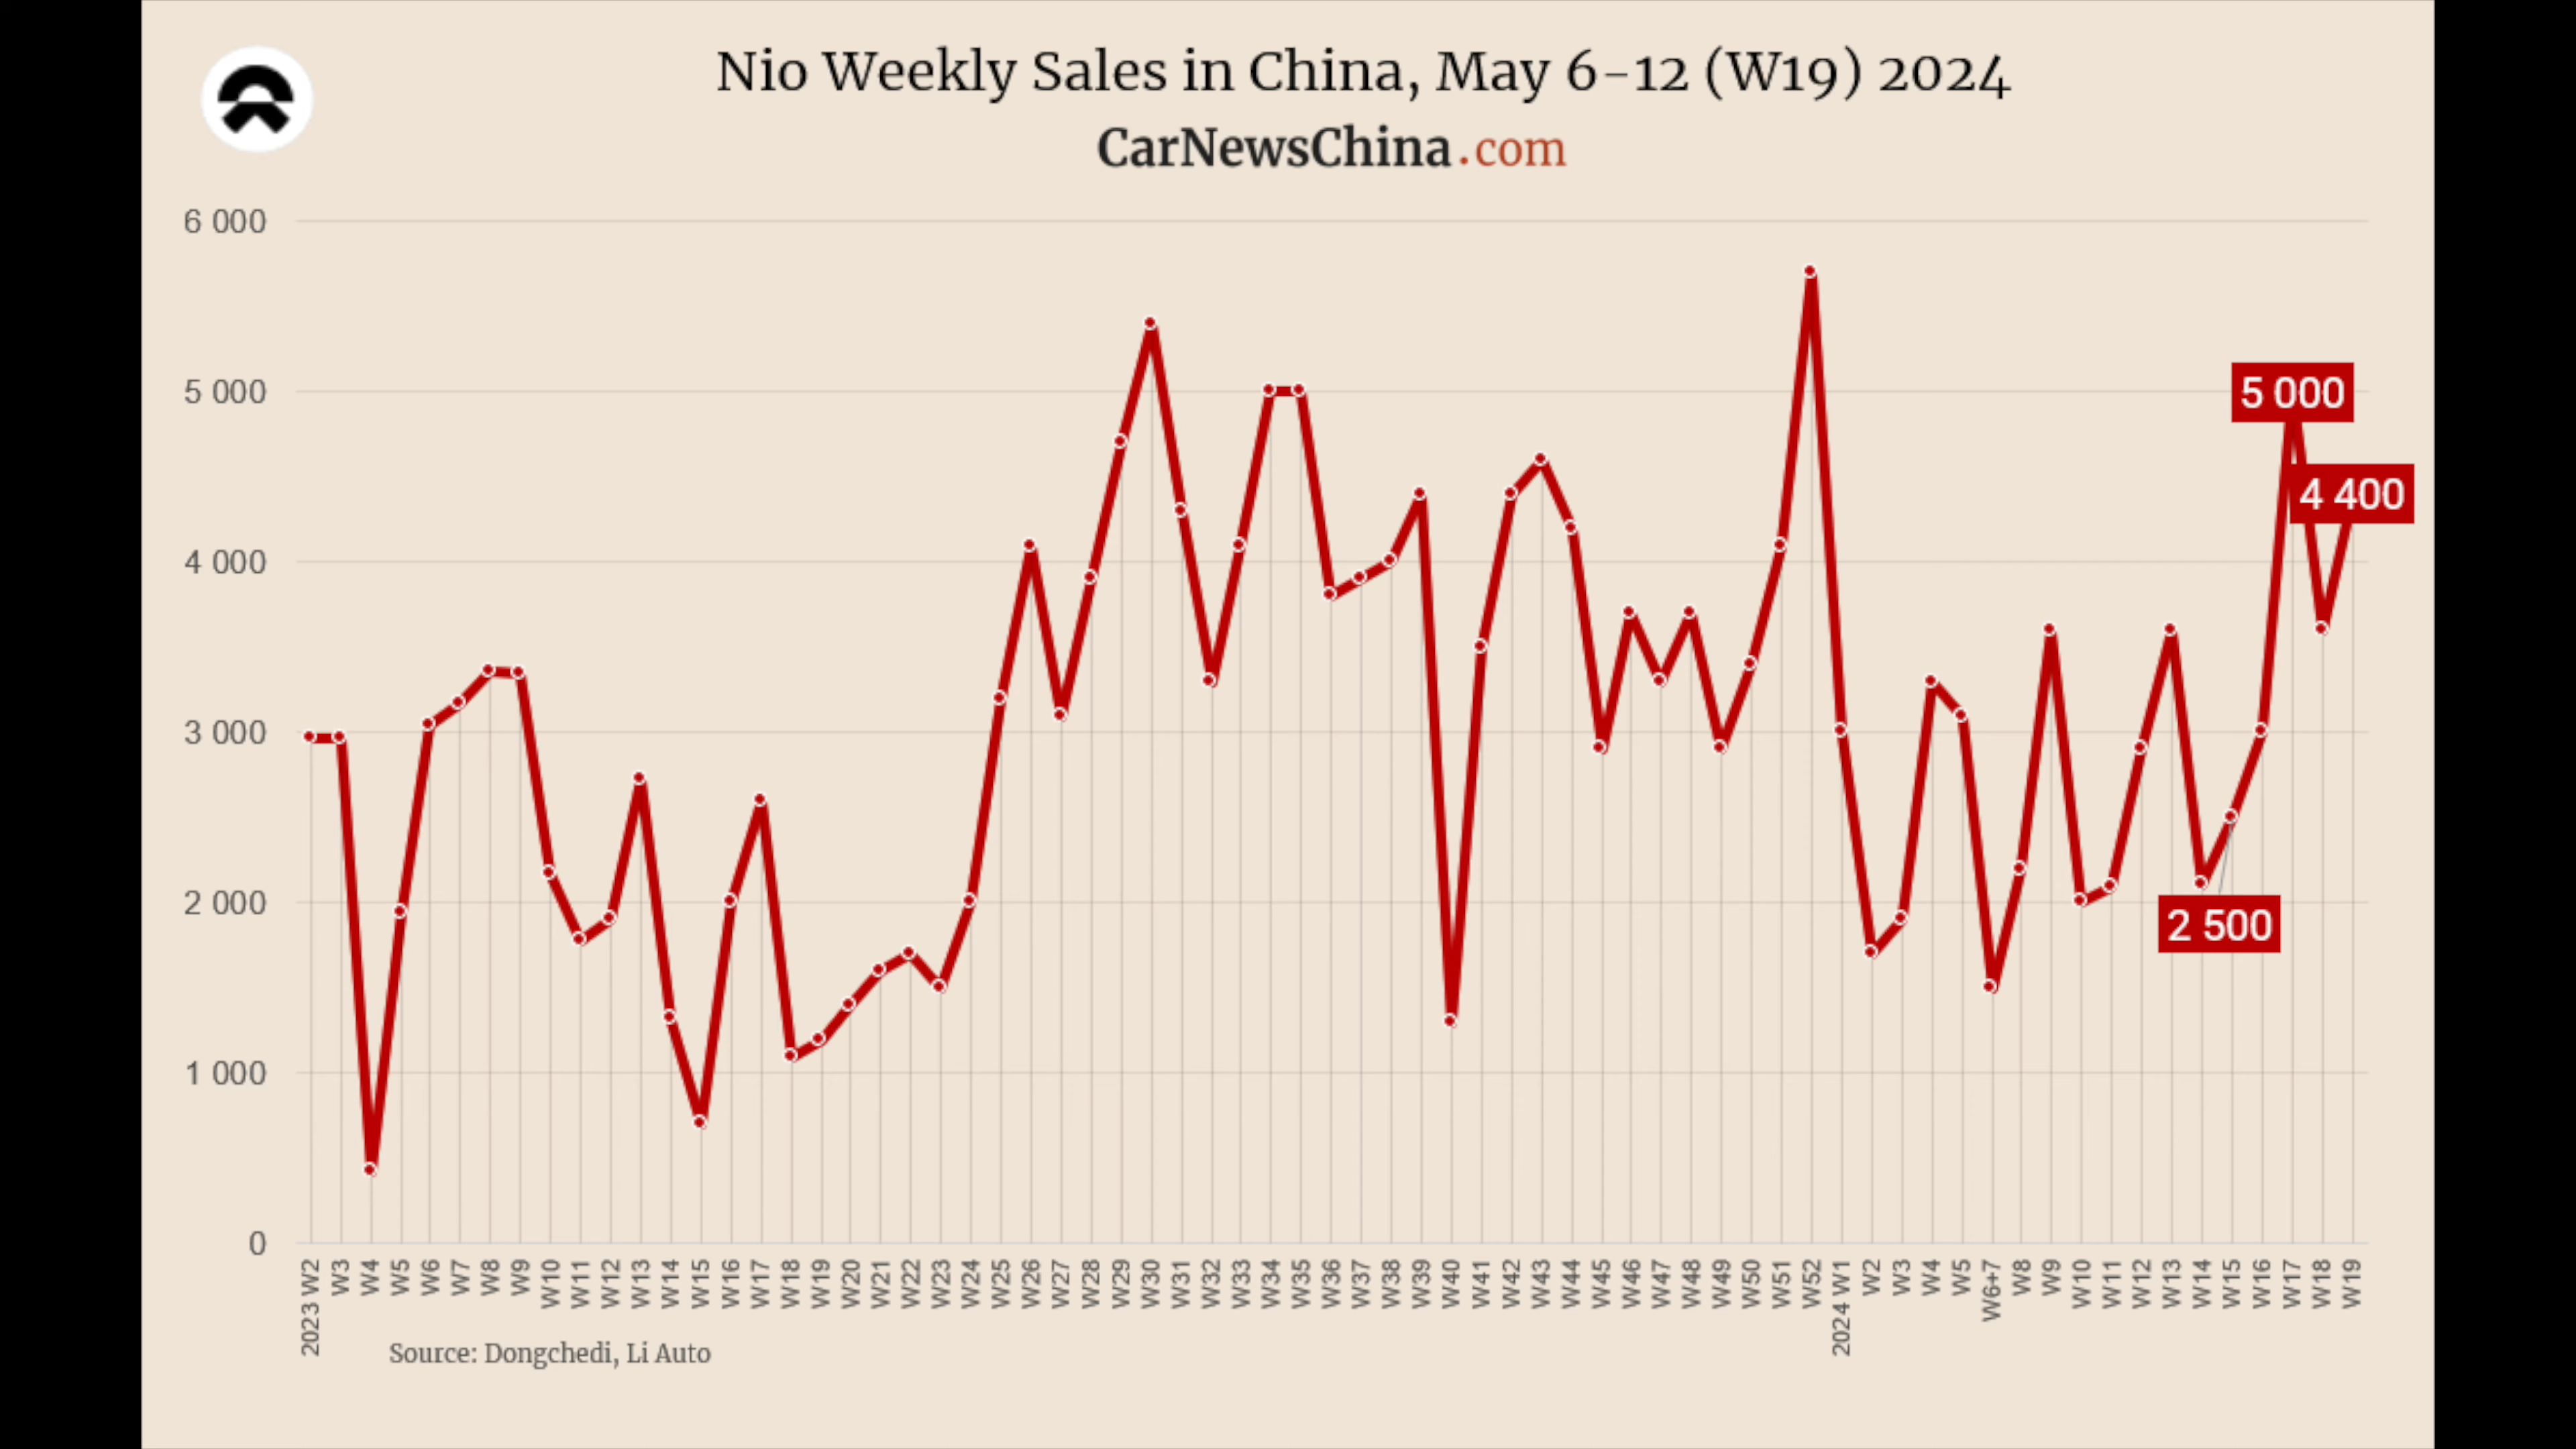 Nio Weekly Sales in China, May 6-12 (W19) 2024
CarNewsChina.com
6 000
5 000
4 000
3 000
2 000
1 000
0
5 000
4 400
2 500
2023 W2
W3
W4
W5
W6
W7
W8
W9
W10
W11
W12
W13
W14
W15
W16
W17
W18
W19
W20
W21
W22
W23
W24
W25
W26
W27
W28
W29
W30
W31
W32
W33
W34
W35
W36
W37
W38
W39
W40
W41
W42
W43
W44
W45
W46
W47
W48
W49
W50
W51
W52
2024 W1
W2
W3
W4
W5
W6+7
W8
W9
W10
W11
W12
W13
W14
W15
W16
W17
W18
W19
Source: Dongchedi, Li Auto